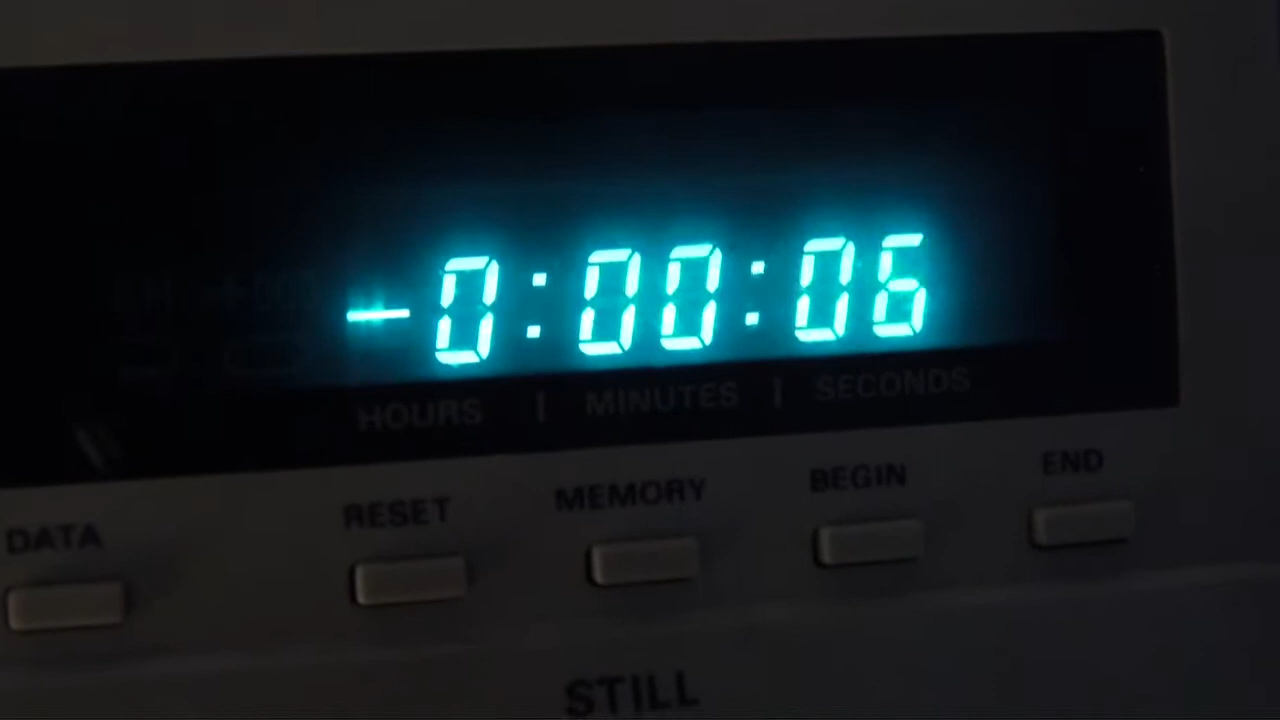 -0:00:06
HOURS | MINUTES | SECONDS
DATA RESET MEMORY BEGIN END
STILL